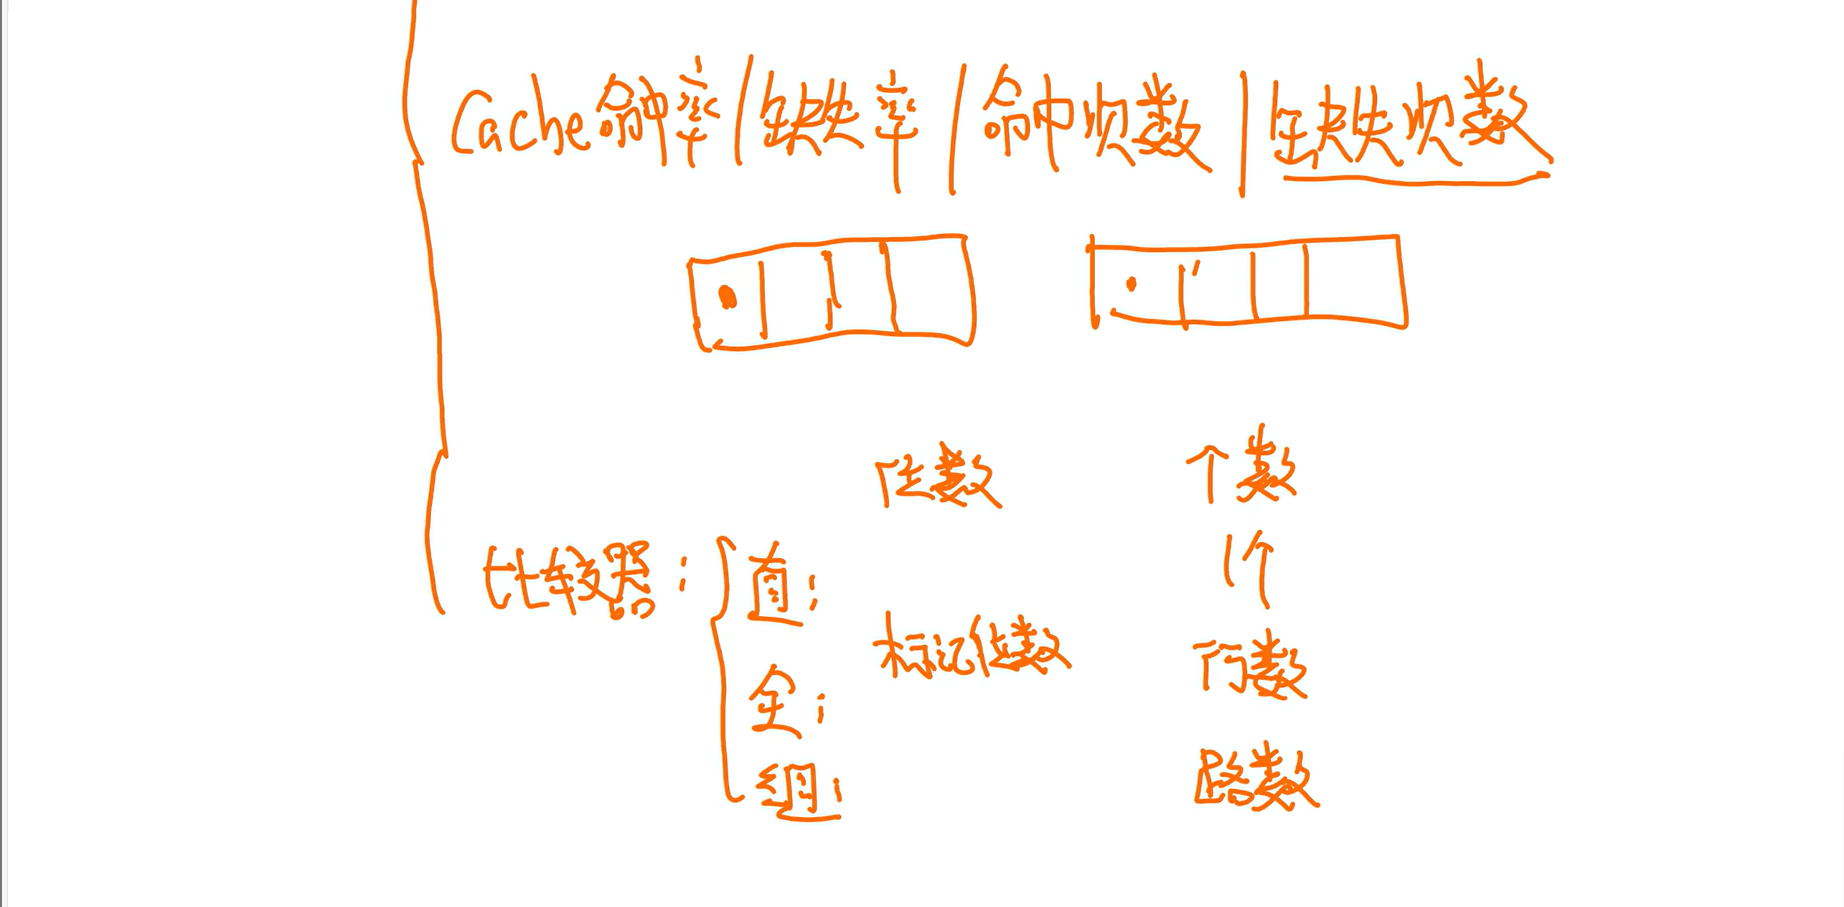 Cache命中率/缺失率/命中次数/缺失次数
位数 个数
比较器: 直: 1个
标记位数 行数
全:
组: 路数